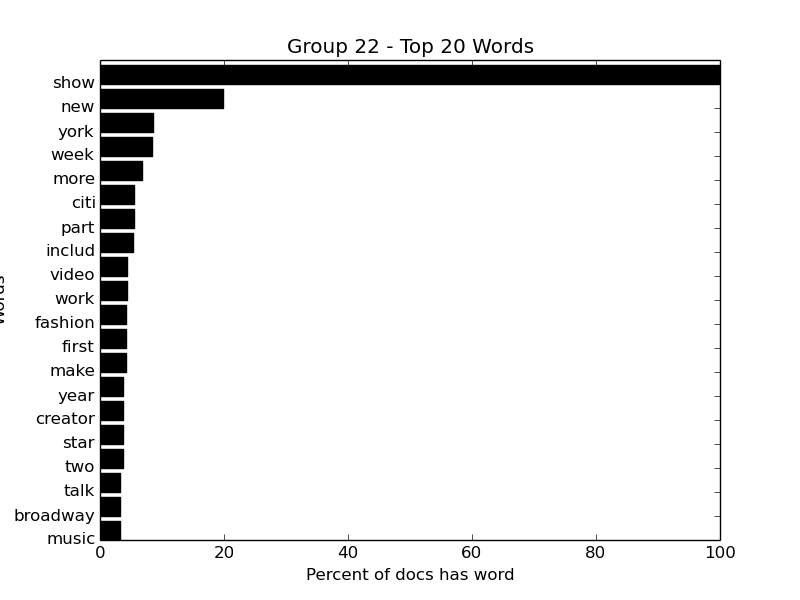 Group 22 - Top 20 Words
show
new
york
week
more
citi
part
includ
video
work
fashion
first
make
year
creator
star
two
talk
broadway
music
0 20 40 60 80 100
Percent of docs has word